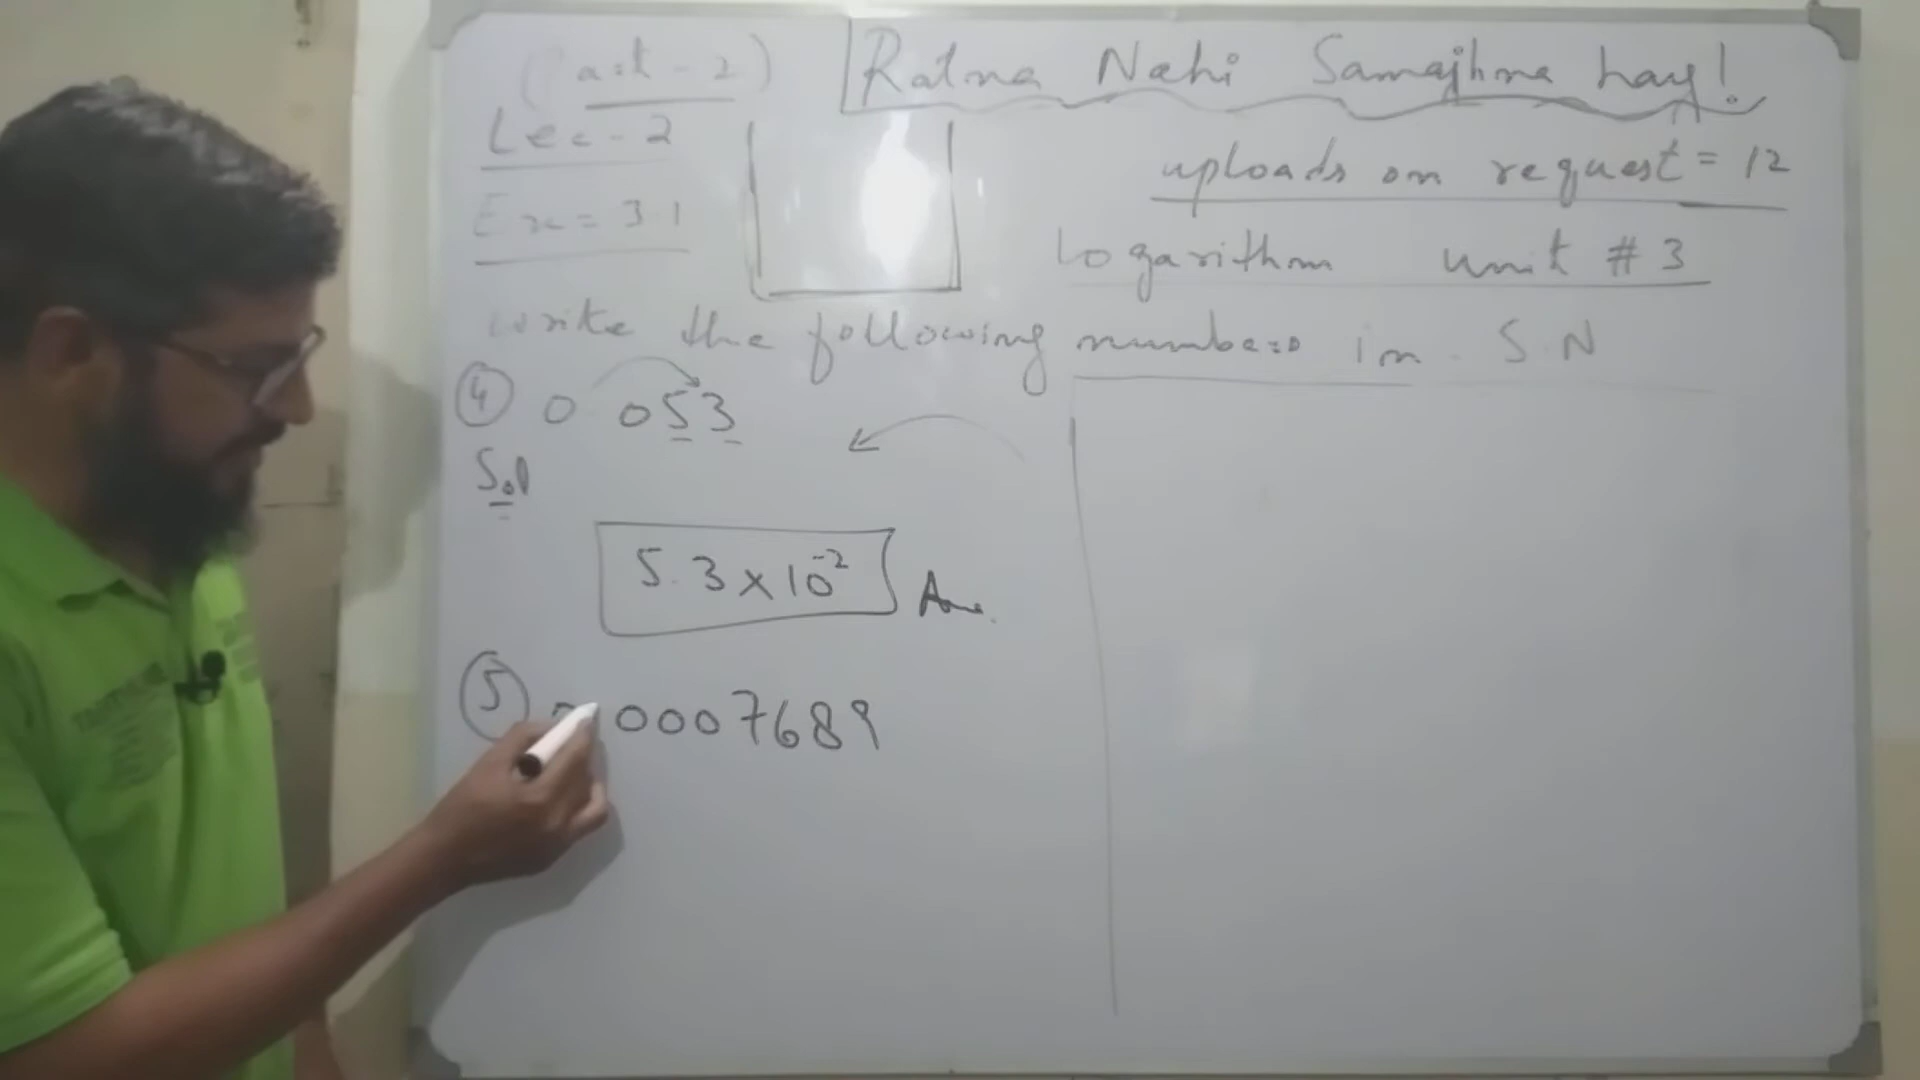 (Part-2) Ratna Nahi Samajhna hay!
Lec-2
uploads on request = 12
Ex = 3.1
Logarithm unit # 3
write the following numbers in S.N
④ 0 053
Sol
5.3 × 10⁻² Ans.
⑤ 0007689